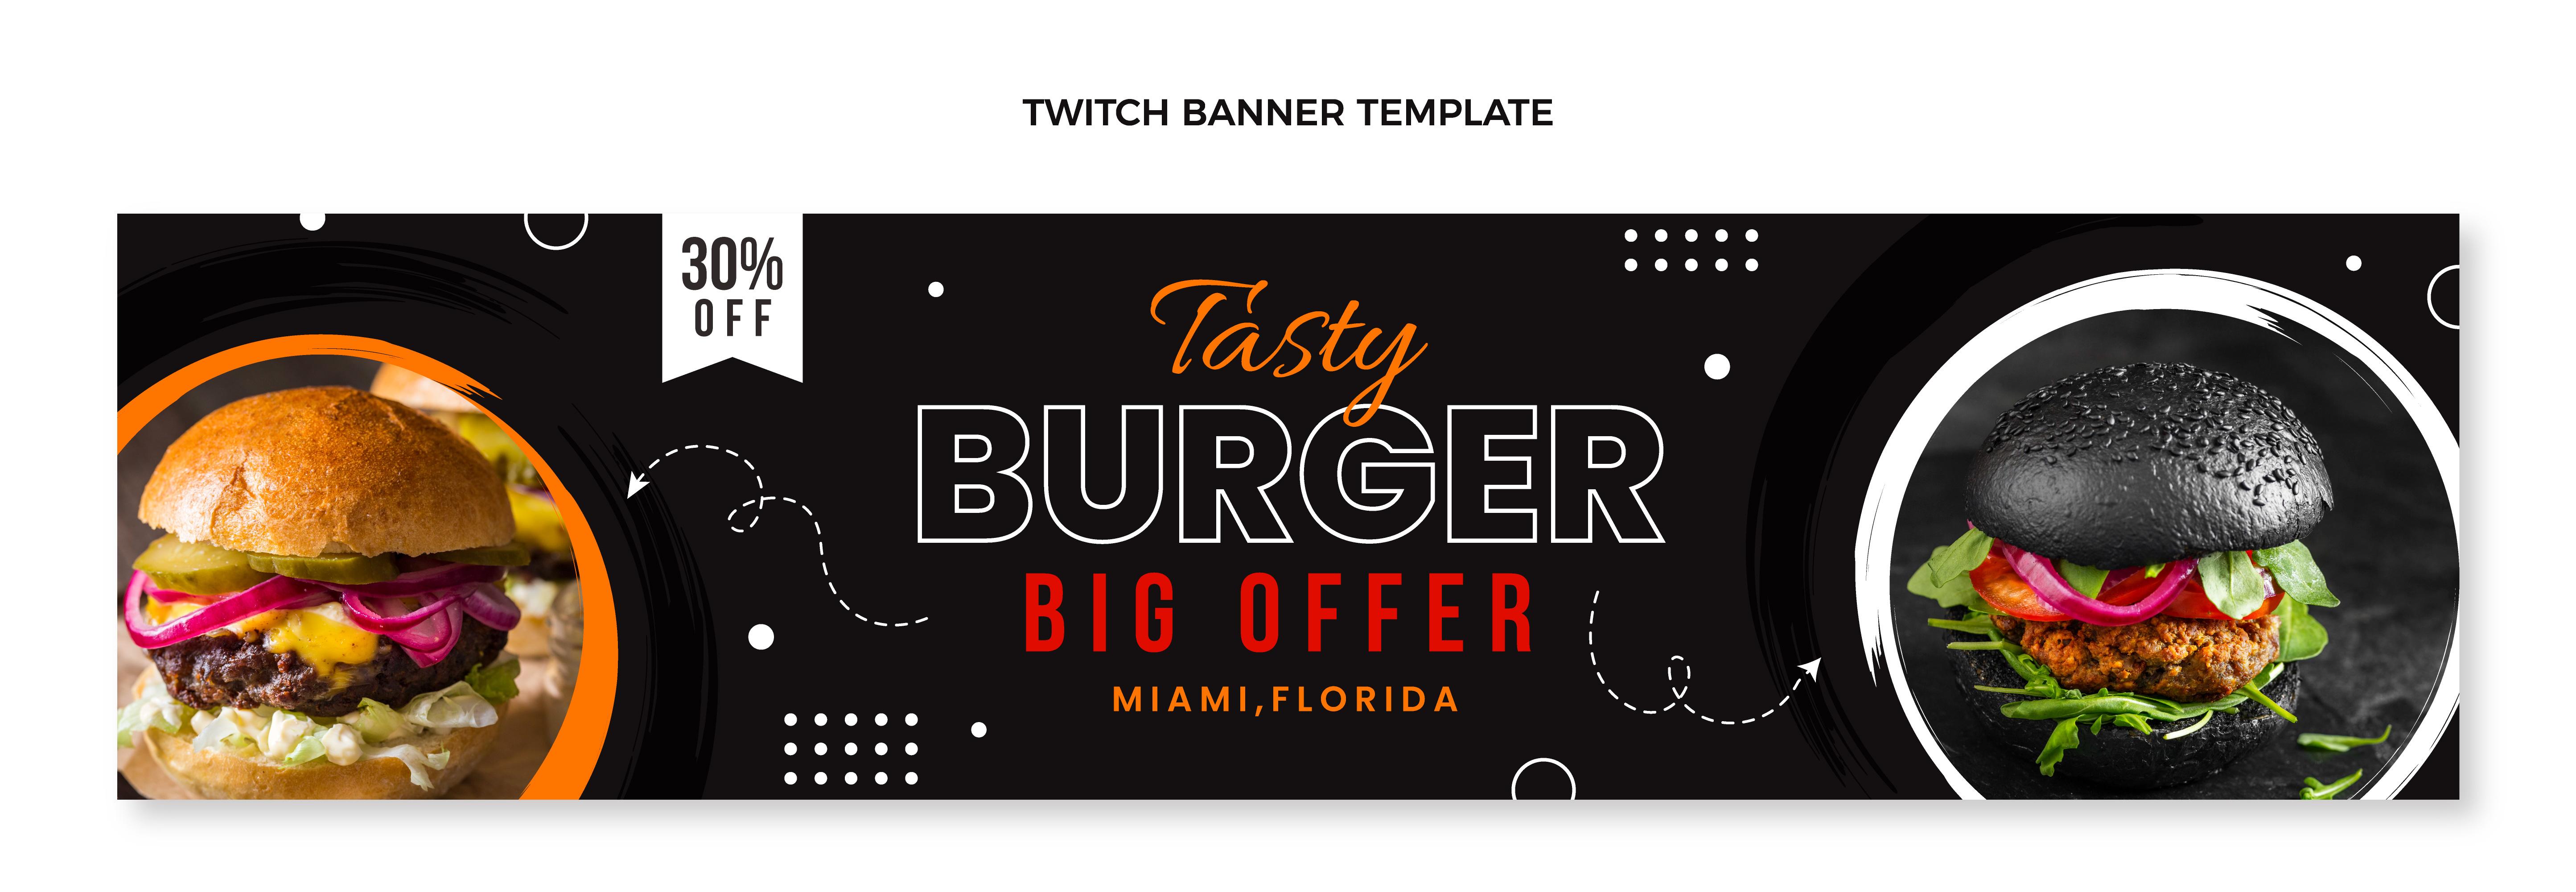 TWITCH BANNER TEMPLATE
30%
OFF
Tasty
BURGER
BIG OFFER
MIAMI,FLORIDA